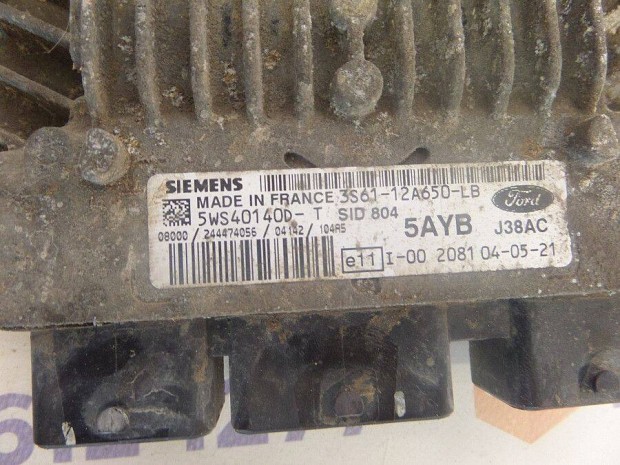 SIEMENS
MADE IN FRANCE 3S61-12A650-LB
Ford
5WS40140D-T SID 804
5AYB J38AC
08000/244474056/04142/104A5
e11 I-00 2081 04-05-21